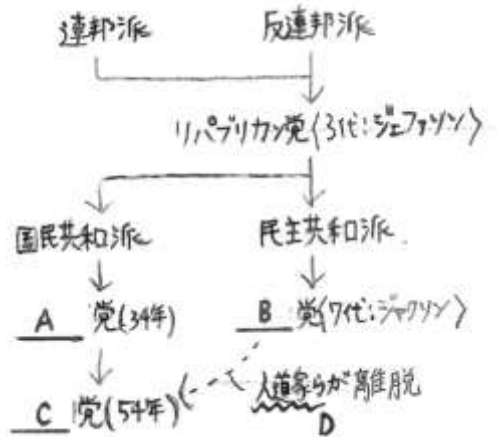 連邦派 反連邦派
リパブリカン党〈3代:ジェファソン〉
国民共和派 民主共和派
A 党(34年) B 党〈7代:ジャクソン〉
人道家らが離脱
C 党(54年) D